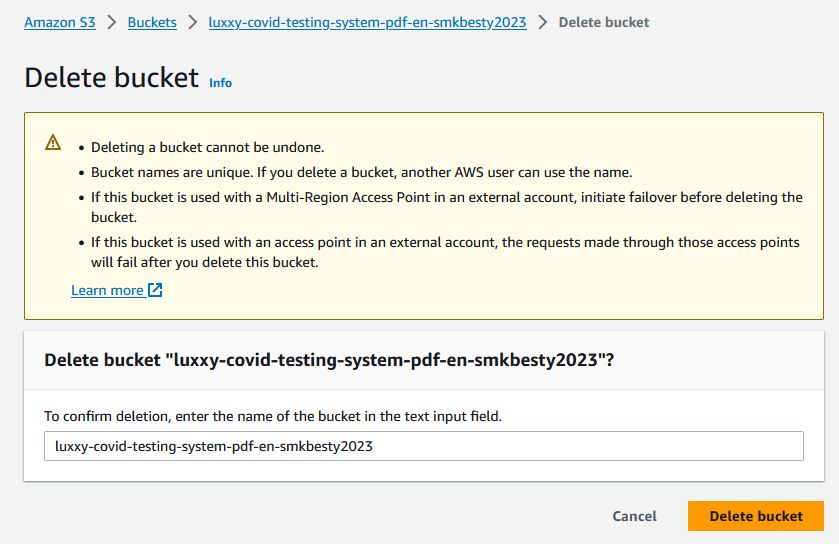 Amazon S3 > Buckets > luxxy-covid-testing-system-pdf-en-smkbesty2023 > Delete bucket
Delete bucket Info
• Deleting a bucket cannot be undone.
• Bucket names are unique. If you delete a bucket, another AWS user can use the name.
• If this bucket is used with a Multi-Region Access Point in an external account, initiate failover before deleting the
bucket.
• If this bucket is used with an access point in an external account, the requests made through those access points
will fail after you delete this bucket.
Learn more
Delete bucket "luxxy-covid-testing-system-pdf-en-smkbesty2023"?
To confirm deletion, enter the name of the bucket in the text input field.
luxxy-covid-testing-system-pdf-en-smkbesty2023
Cancel Delete bucket